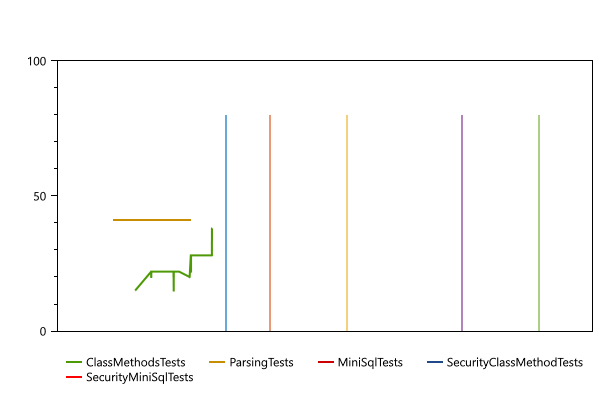 100
50
0
ClassMethodsTests ParsingTests MiniSqlTests SecurityClassMethodTests
SecurityMiniSqlTests